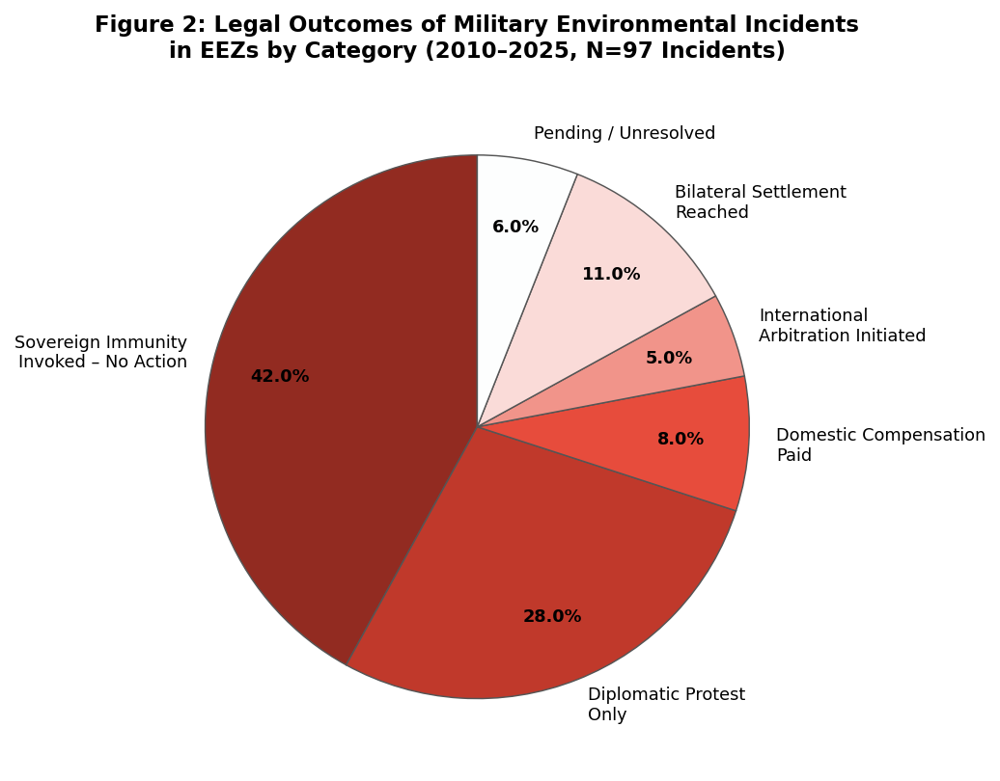 Figure 2: Legal Outcomes of Military Environmental Incidents
in EEZs by Category (2010–2025, N=97 Incidents)
Pending / Unresolved
6.0%
Bilateral Settlement
Reached
11.0%
International
Arbitration Initiated
5.0%
Domestic Compensation
Paid
8.0%
Sovereign Immunity
Invoked – No Action
42.0%
28.0%
Diplomatic Protest
Only